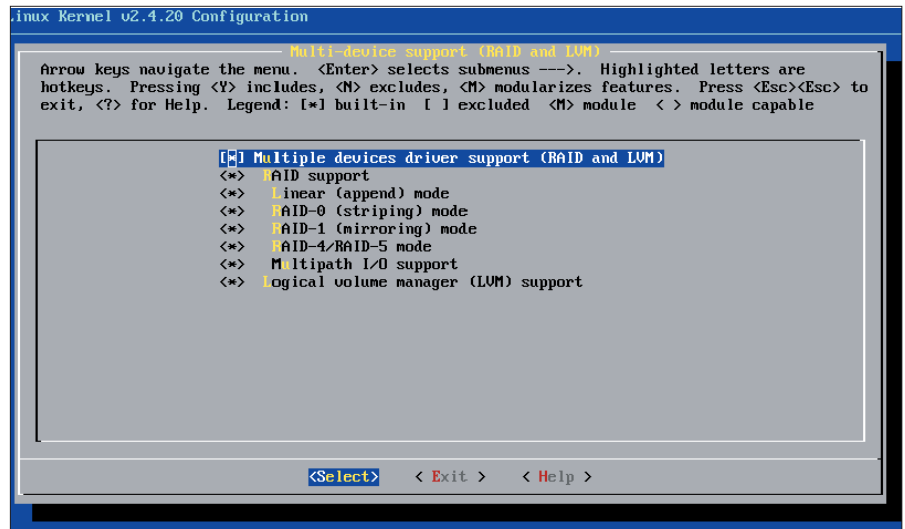 .inux Kernel v2.4.20 Configuration
Multi-device support (RAID and LVM)
Arrow keys navigate the menu.  <Enter> selects submenus --->.  Highlighted letters are
hotkeys.  Pressing <Y> includes, <N> excludes, <M> modularizes features.  Press <Esc><Esc> to
exit, <?> for Help.  Legend: [*] built-in  [ ] excluded  <M> module  < > module capable
[*] Multiple devices driver support (RAID and LVM)
<*>  RAID support
<*>   Linear (append) mode
<*>   RAID-0 (striping) mode
<*>   RAID-1 (mirroring) mode
<*>   RAID-4/RAID-5 mode
<*>   Multipath I/O support
<*>  Logical volume manager (LVM) support
<Select>    < Exit >    < Help >